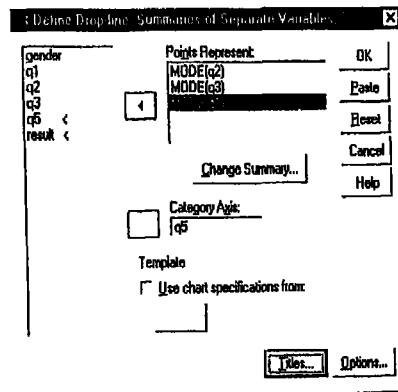 Define Drop-line: Summaries of Separate Variables
gender
q1
q2
q3
q5 <
result <
Points Represent:
MODE(q2)
MODE(q3)
Change Summary...
Category Axis:
q5
Template
Use chart specifications from:
OK
Paste
Reset
Cancel
Help
Titles...
Options...